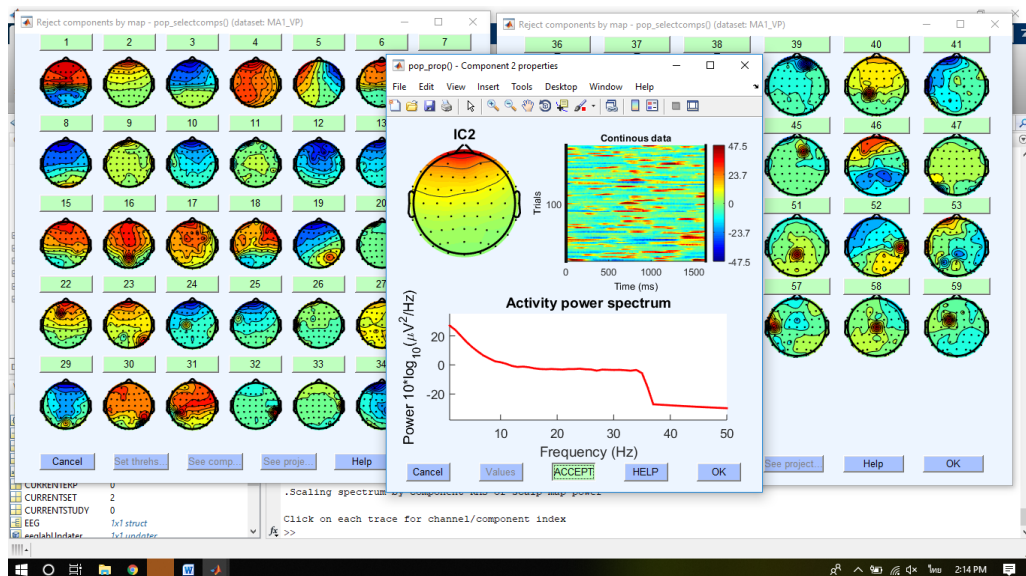 Reject components by map - pop_selectcomps() (dataset: MA1_VP)
1 2 3 4 5 6 7
8 9 10 11 12 13
15 16 17 18 19 20
22 23 24 25 26 27
29 30 31 32 33 34
Cancel Set threhs... See comp... See proje... Help
Reject components by map - pop_selectcomps() (dataset: MA1_VP)
36 37 38 39 40 41
45 46 47
51 52 53
57 58 59
See project... Help OK
pop_prop() - Component 2 properties
File Edit View Insert Tools Desktop Window Help
IC2
Continous data
Trials
100
47.5
23.7
0
-23.7
-47.5
0 500 1000 1500
Time (ms)
Activity power spectrum
Power 10*log10(μV2/Hz)
20
0
-20
10 20 30 40 50
Frequency (Hz)
Cancel Values ACCEPT HELP OK
CURRENTERP 0
CURRENTSET 2
CURRENTSTUDY 0
EEG 1x1 struct
eeglabUpdater 1x1 updater
.Scaling spectrum by component RMS of scalp map power
Click on each trace for channel/component index
fx >>
ไทย 2:14 PM